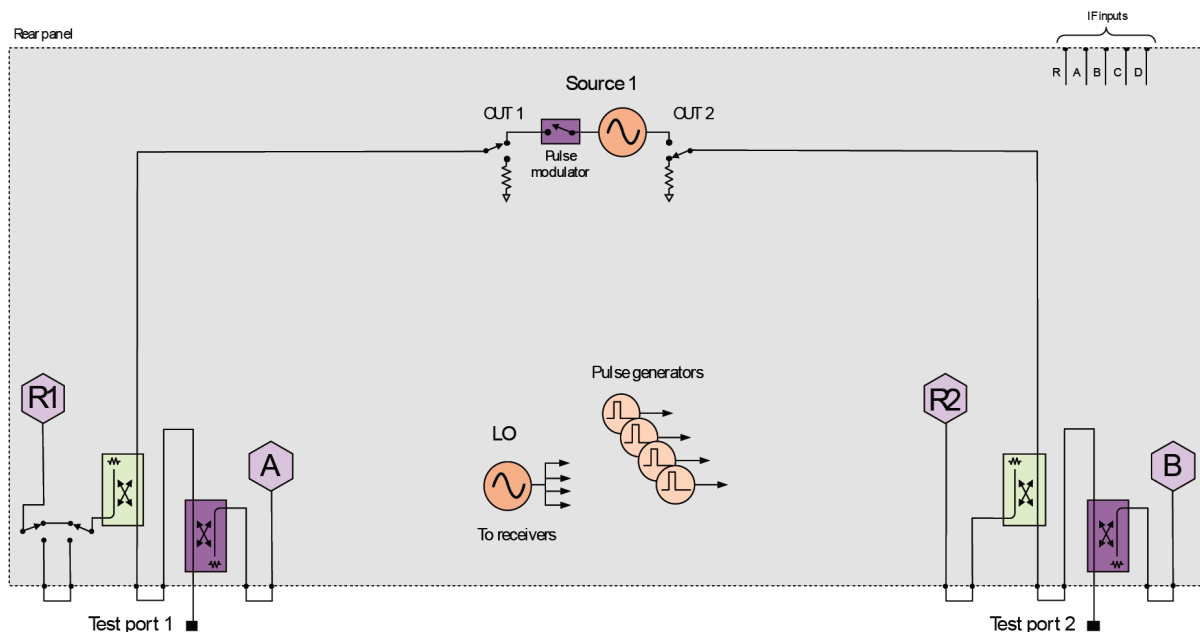 IF inputs
Rear panel
R A B C D
Source 1
OUT 1
OUT 2
Pulse
modulator
Pulse generators
R1
R2
LO
A
B
To receivers
Test port 1
Test port 2